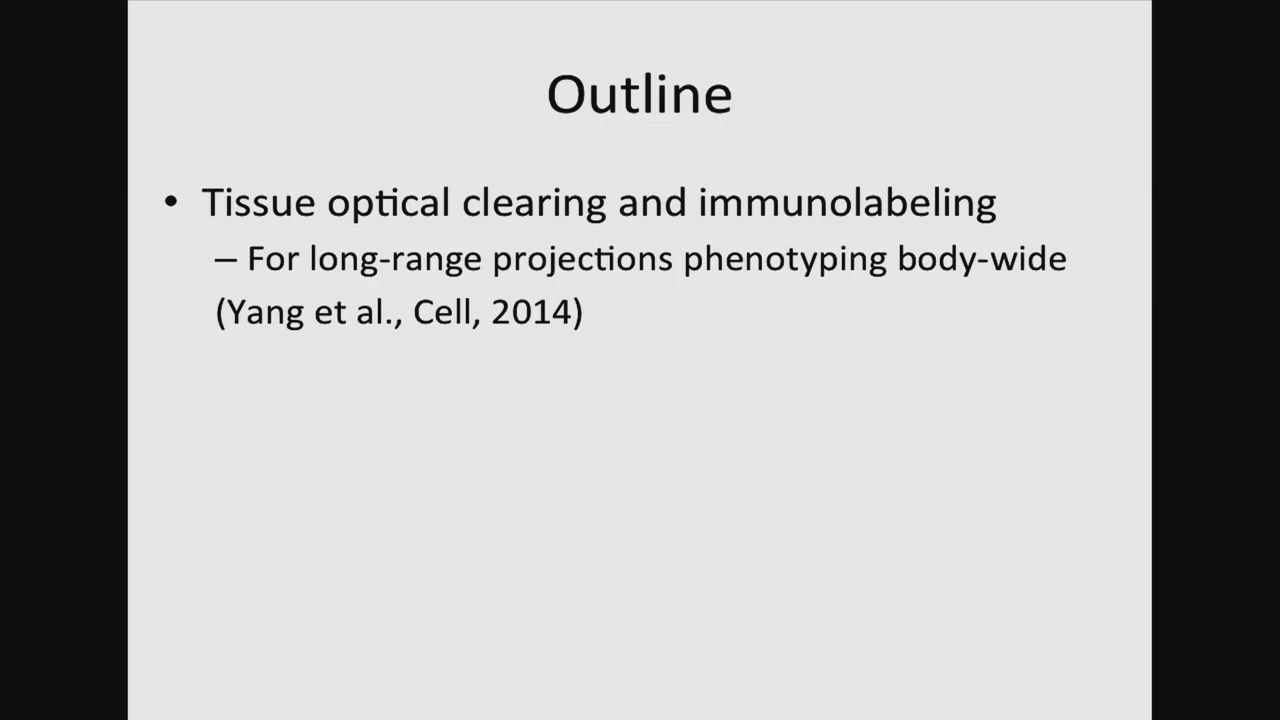 Outline
• Tissue optical clearing and immunolabeling
– For long-range projections phenotyping body-wide
(Yang et al., Cell, 2014)